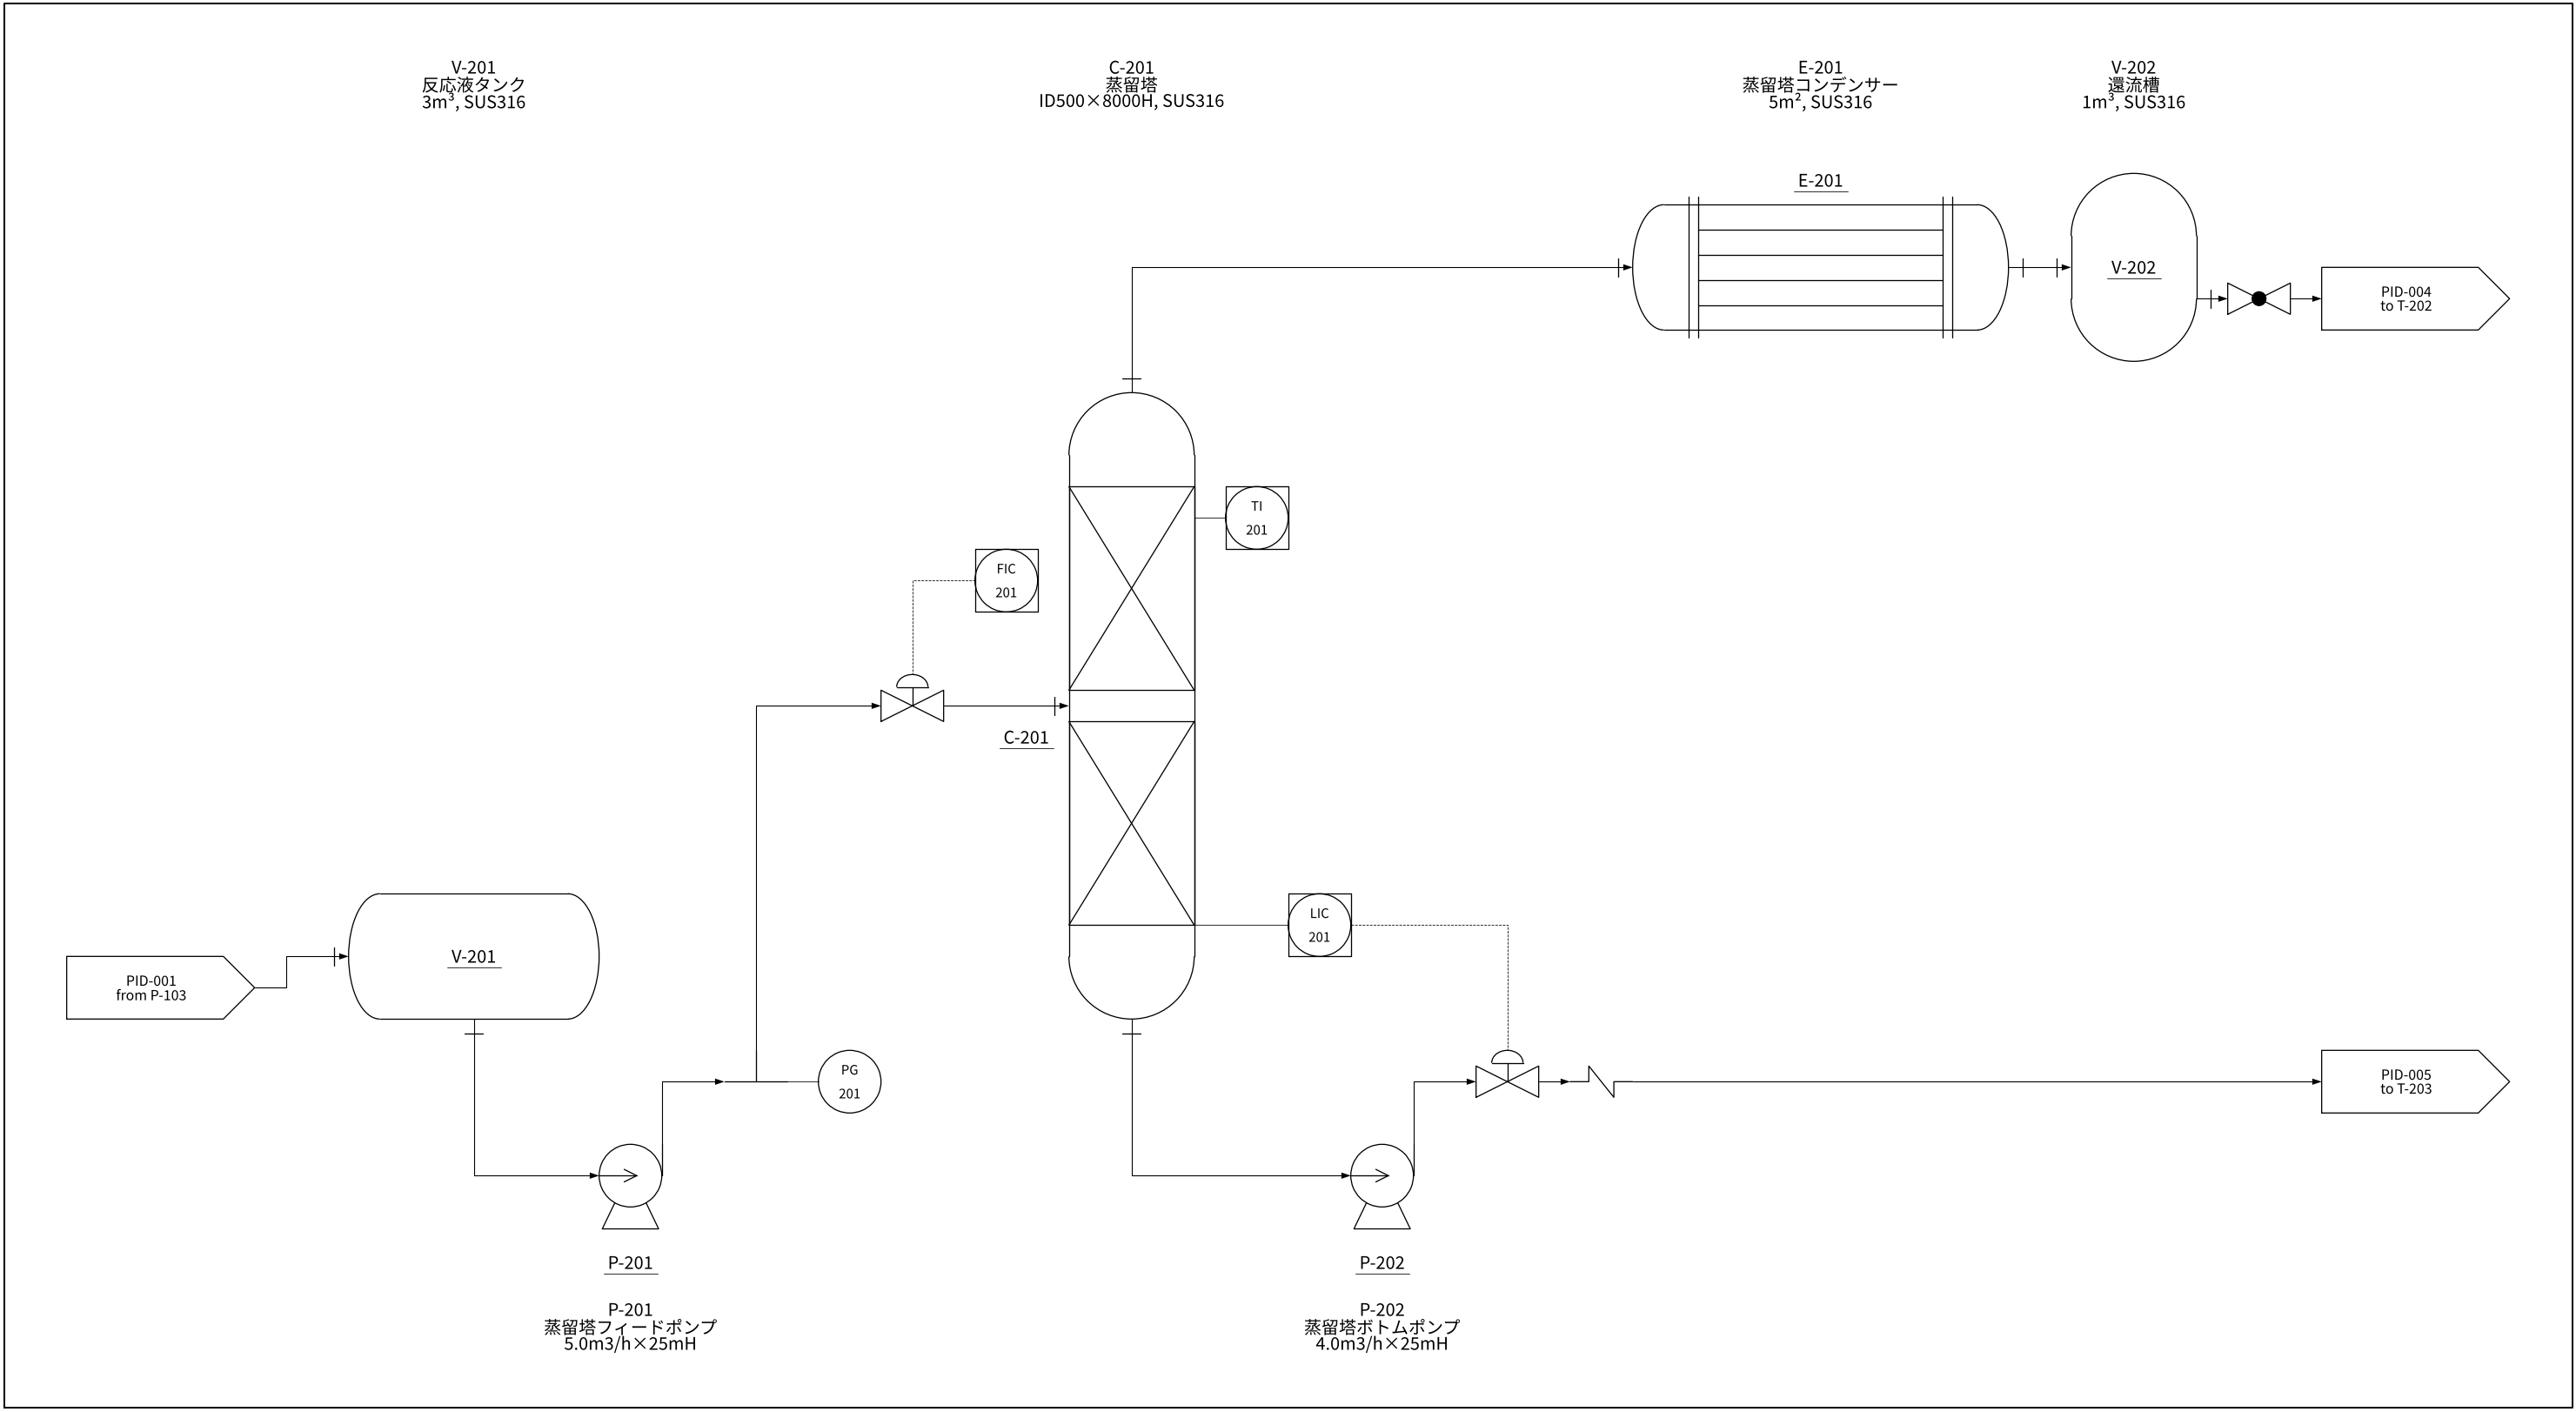 V-201
反応液タンク
3m³, SUS316
C-201
蒸留塔
ID500×8000H, SUS316
E-201
蒸留塔コンデンサー
5m², SUS316
V-202
還流槽
1m³, SUS316
E-201
V-202
PID-004
to T-202
TI
201
FIC
201
C-201
LIC
201
V-201
PID-001
from P-103
PG
201
PID-005
to T-203
P-201
P-202
P-201
蒸留塔フィードポンプ
5.0m3/h×25mH
P-202
蒸留塔ボトムポンプ
4.0m3/h×25mH